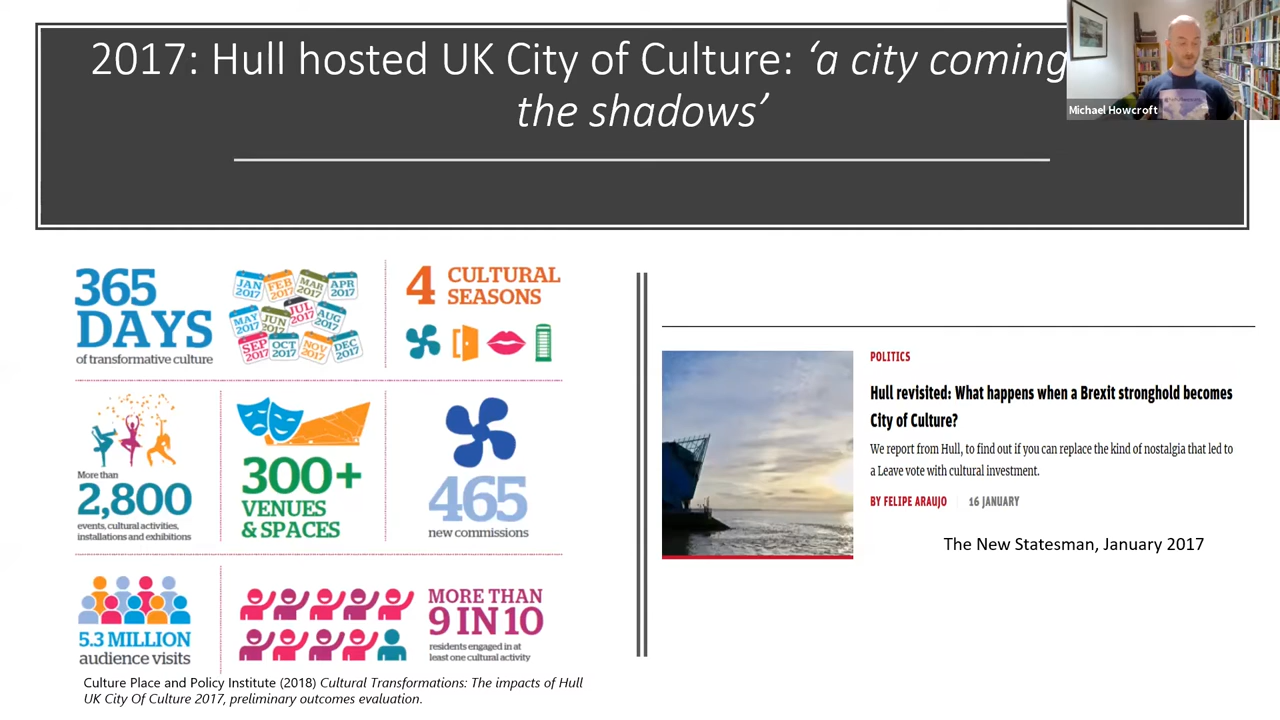 2017: Hull hosted UK City of Culture: ‘a city coming
the shadows’
Michael Howcroft
365
DAYS
of transformative culture
JAN 2017
FEB 2017
MAR 2017
APR 2017
MAY 2017
JUN 2017
JUL 2017
AUG 2017
SEP 2017
OCT 2017
NOV 2017
DEC 2017
4 CULTURAL
SEASONS
More than
2,800
events, cultural activities,
installations and exhibitions
300+
VENUES
& SPACES
465
new commissions
5.3 MILLION
audience visits
MORE THAN
9 IN 10
residents engaged in at
least one cultural activity
Culture Place and Policy Institute (2018) Cultural Transformations: The impacts of Hull
UK City Of Culture 2017, preliminary outcomes evaluation.
POLITICS
Hull revisited: What happens when a Brexit stronghold becomes
City of Culture?
We report from Hull, to find out if you can replace the kind of nostalgia that led to
a Leave vote with cultural investment.
BY FELIPE ARAUJO 16 JANUARY
The New Statesman, January 2017